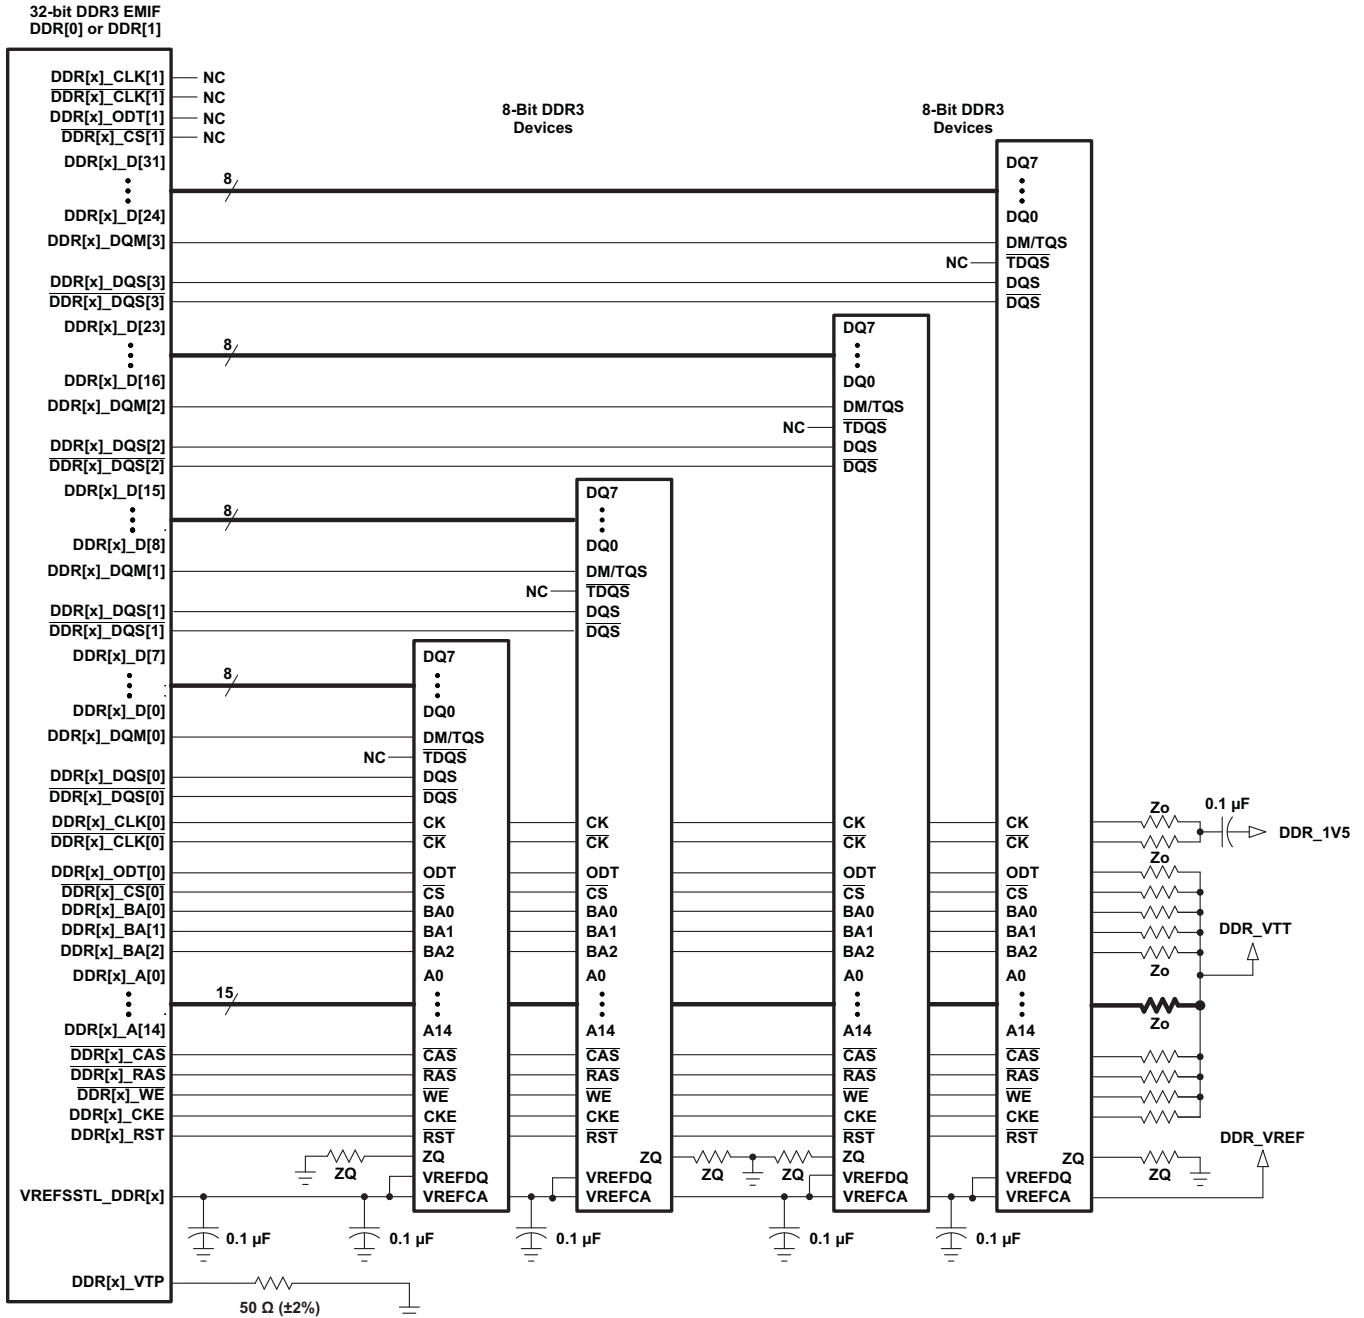 32-bit DDR3 EMIF
DDR[0] or DDR[1]
DDR[x]_CLK[1] NC
DDR[x]_CLK[1] NC
DDR[x]_ODT[1] NC
DDR[x]_CS[1] NC
8-Bit DDR3
Devices
8-Bit DDR3
Devices
DDR[x]_D[31] DQ7
8
DDR[x]_D[24] DQ0
DDR[x]_DQM[3] DM/TQS
NC TDQS
DDR[x]_DQS[3] DQS
DDR[x]_DQS[3] DQS
DDR[x]_D[23] DQ7
8
DDR[x]_D[16] DQ0
DDR[x]_DQM[2] DM/TQS
NC TDQS
DDR[x]_DQS[2] DQS
DDR[x]_DQS[2] DQS
DDR[x]_D[15] DQ7
8
DDR[x]_D[8] DQ0
DDR[x]_DQM[1] DM/TQS
NC TDQS
DDR[x]_DQS[1] DQS
DDR[x]_DQS[1] DQS
DDR[x]_D[7] DQ7
8
DDR[x]_D[0] DQ0
DDR[x]_DQM[0] DM/TQS
NC TDQS
DDR[x]_DQS[0] DQS
DDR[x]_DQS[0] DQS
Zo 0.1 µF
DDR[x]_CLK[0] CK CK CK CK
DDR_1V5
DDR[x]_CLK[0] CK CK CK CK
Zo
DDR[x]_ODT[0] ODT ODT ODT ODT
DDR[x]_CS[0] CS CS CS CS
DDR[x]_BA[0] BA0 BA0 BA0 BA0
DDR[x]_BA[1] BA1 BA1 BA1 BA1 DDR_VTT
DDR[x]_BA[2] BA2 BA2 BA2 BA2
Zo
DDR[x]_A[0] A0 A0 A0 A0
15
Zo
DDR[x]_A[14] A14 A14 A14 A14
DDR[x]_CAS CAS CAS CAS CAS
DDR[x]_RAS RAS RAS RAS RAS
DDR[x]_WE WE WE WE WE
DDR[x]_CKE CKE CKE CKE CKE
DDR[x]_RST RST RST RST RST DDR_VREF
ZQ ZQ ZQ ZQ
ZQ ZQ ZQ ZQ
VREFDQ VREFDQ VREFDQ VREFDQ
VREFSSTL_DDR[x] VREFCA VREFCA VREFCA VREFCA
0.1 µF 0.1 µF 0.1 µF 0.1 µF 0.1 µF
DDR[x]_VTP
50 Ω (±2%)